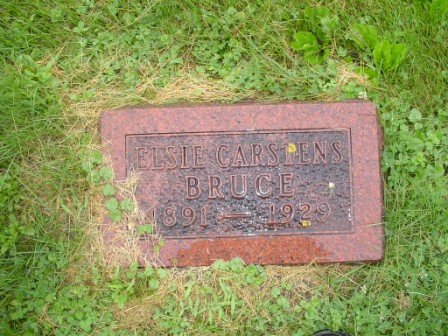 ELSIE CARSTENS
BRUCE
1891 — 1929